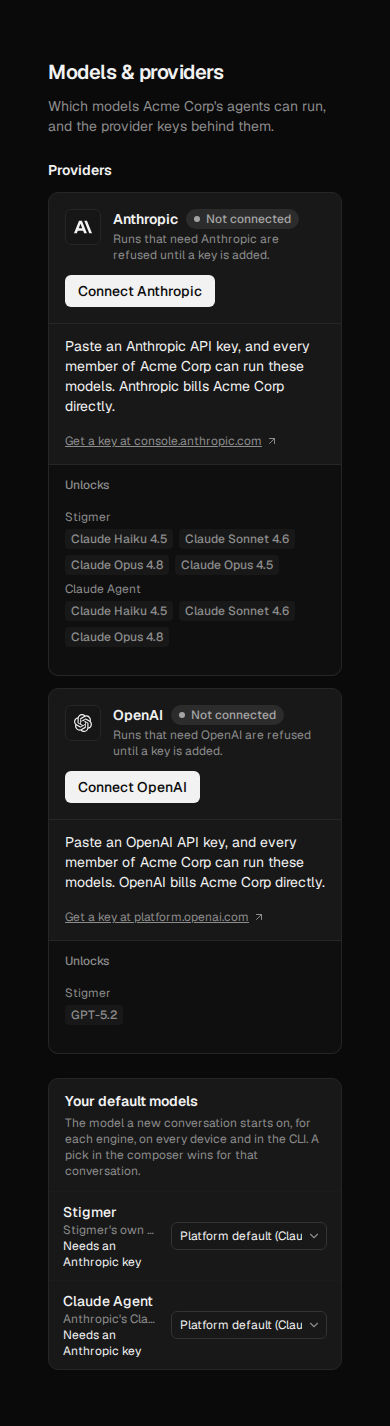 Models & providers
Which models Acme Corp's agents can run,
and the provider keys behind them.
Providers
Anthropic
Not connected
Runs that need Anthropic are
refused until a key is added.
Connect Anthropic
Paste an Anthropic API key, and every
member of Acme Corp can run these
models. Anthropic bills Acme Corp
directly.
Get a key at console.anthropic.com
Unlocks
Stigmer
Claude Haiku 4.5 Claude Sonnet 4.6
Claude Opus 4.8 Claude Opus 4.5
Claude Agent
Claude Haiku 4.5 Claude Sonnet 4.6
Claude Opus 4.8
OpenAI
Not connected
Runs that need OpenAI are refused
until a key is added.
Connect OpenAI
Paste an OpenAI API key, and every
member of Acme Corp can run these
models. OpenAI bills Acme Corp directly.
Get a key at platform.openai.com
Unlocks
Stigmer
GPT-5.2
Your default models
The model a new conversation starts on, for
each engine, on every device and in the CLI. A
pick in the composer wins for that
conversation.
Stigmer
Stigmer's own ...
Needs an
Anthropic key
Platform default (Clau
Claude Agent
Anthropic's Cla...
Needs an
Anthropic key
Platform default (Clau